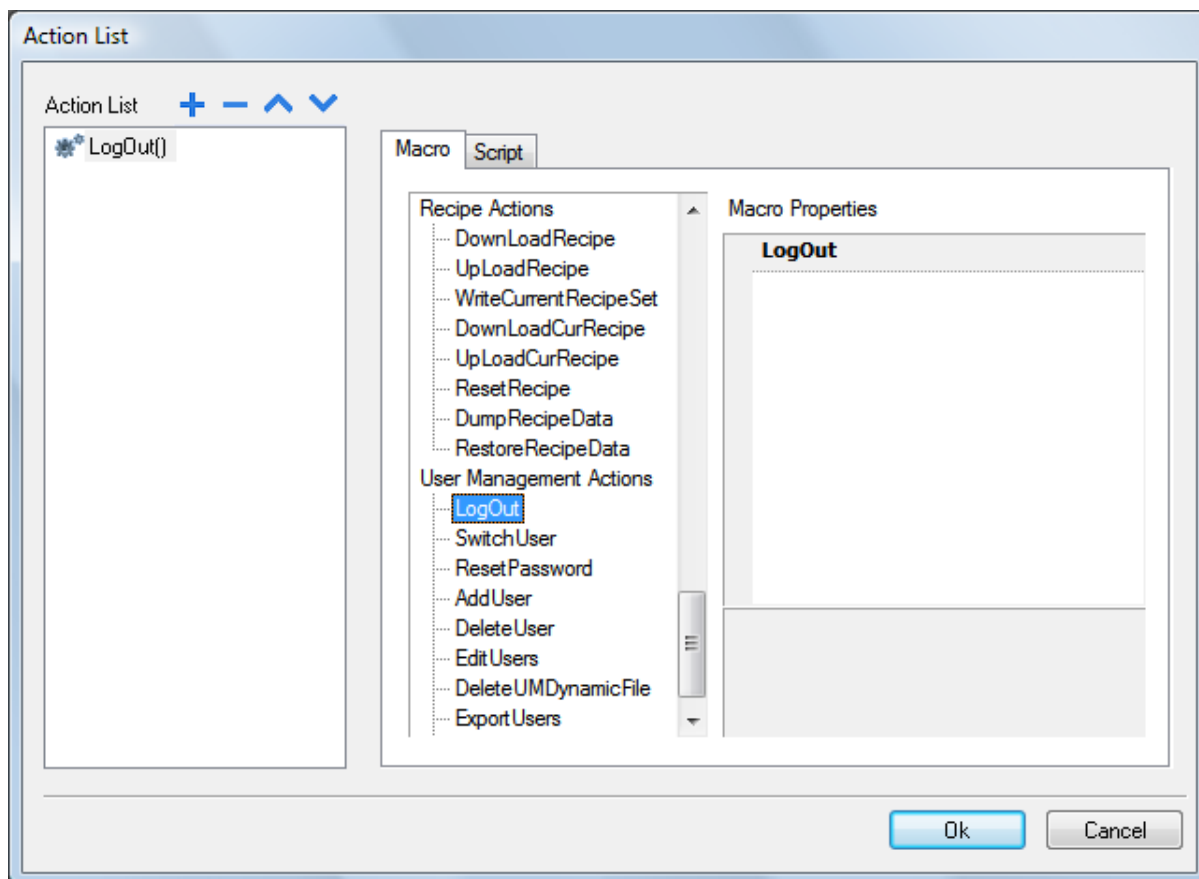 Action List
Action List
LogOut()
Macro
Script
Recipe Actions
DownLoadRecipe
UpLoadRecipe
WriteCurrentRecipeSet
DownLoadCurRecipe
UpLoadCurRecipe
ResetRecipe
DumpRecipeData
RestoreRecipeData
User Management Actions
LogOut
SwitchUser
ResetPassword
AddUser
DeleteUser
EditUsers
DeleteUMDynamicFile
ExportUsers
Macro Properties
LogOut
Ok
Cancel